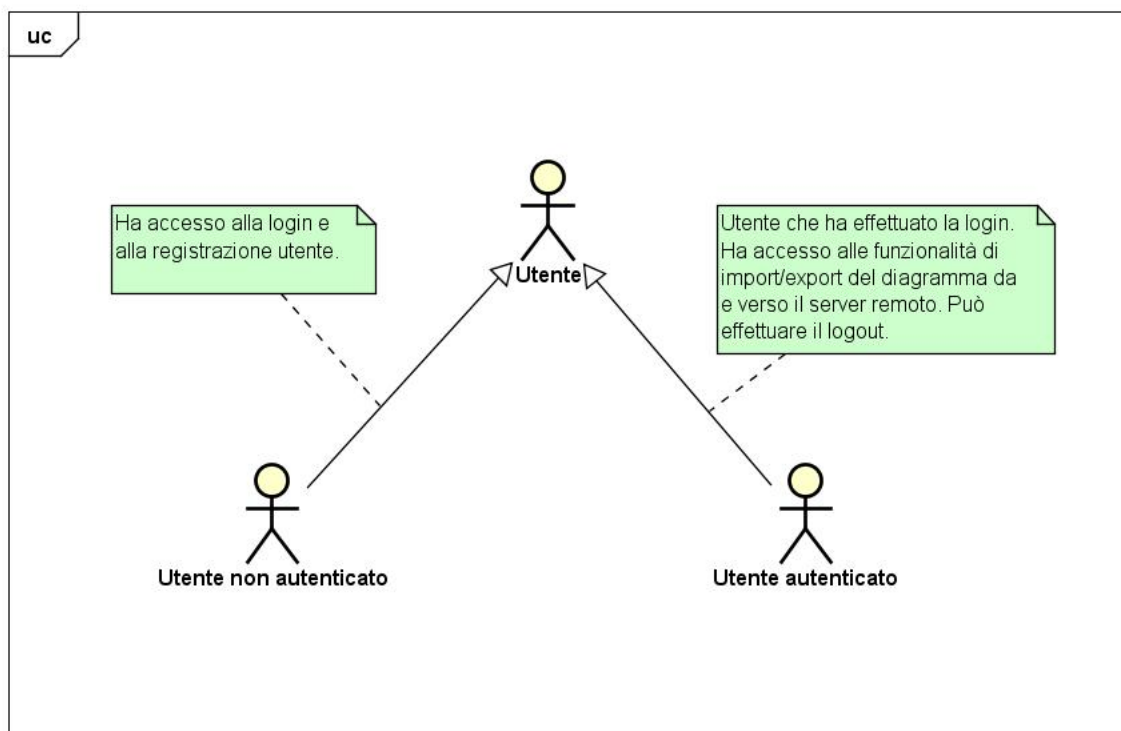 uc
Ha accesso alla login e
alla registrazione utente.
Utente che ha effettuato la login.
Ha accesso alle funzionalità di
import/export del diagramma da
e verso il server remoto. Può
effettuare il logout.
Utente
Utente non autenticato
Utente autenticato